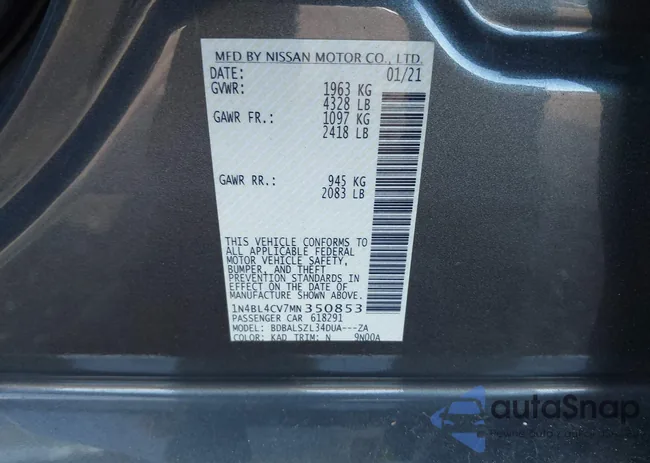 MFD BY NISSAN MOTOR CO., LTD.
DATE: 01/21
GVWR: 1963 KG
4328 LB
GAWR FR.: 1097 KG
2418 LB
GAWR RR.: 945 KG
2083 LB
THIS VEHICLE CONFORMS TO
ALL APPLICABLE FEDERAL
MOTOR VEHICLE SAFETY,
BUMPER, AND THEFT
PREVENTION STANDARDS IN
EFFECT ON THE DATE OF
MANUFACTURE SHOWN ABOVE.
1N4BL4CV7MN350853
PASSENGER CAR 618291
MODEL: BDBALSZL34DUA---ZA
COLOR: KAD TRIM: N 9N00A
autaSnap